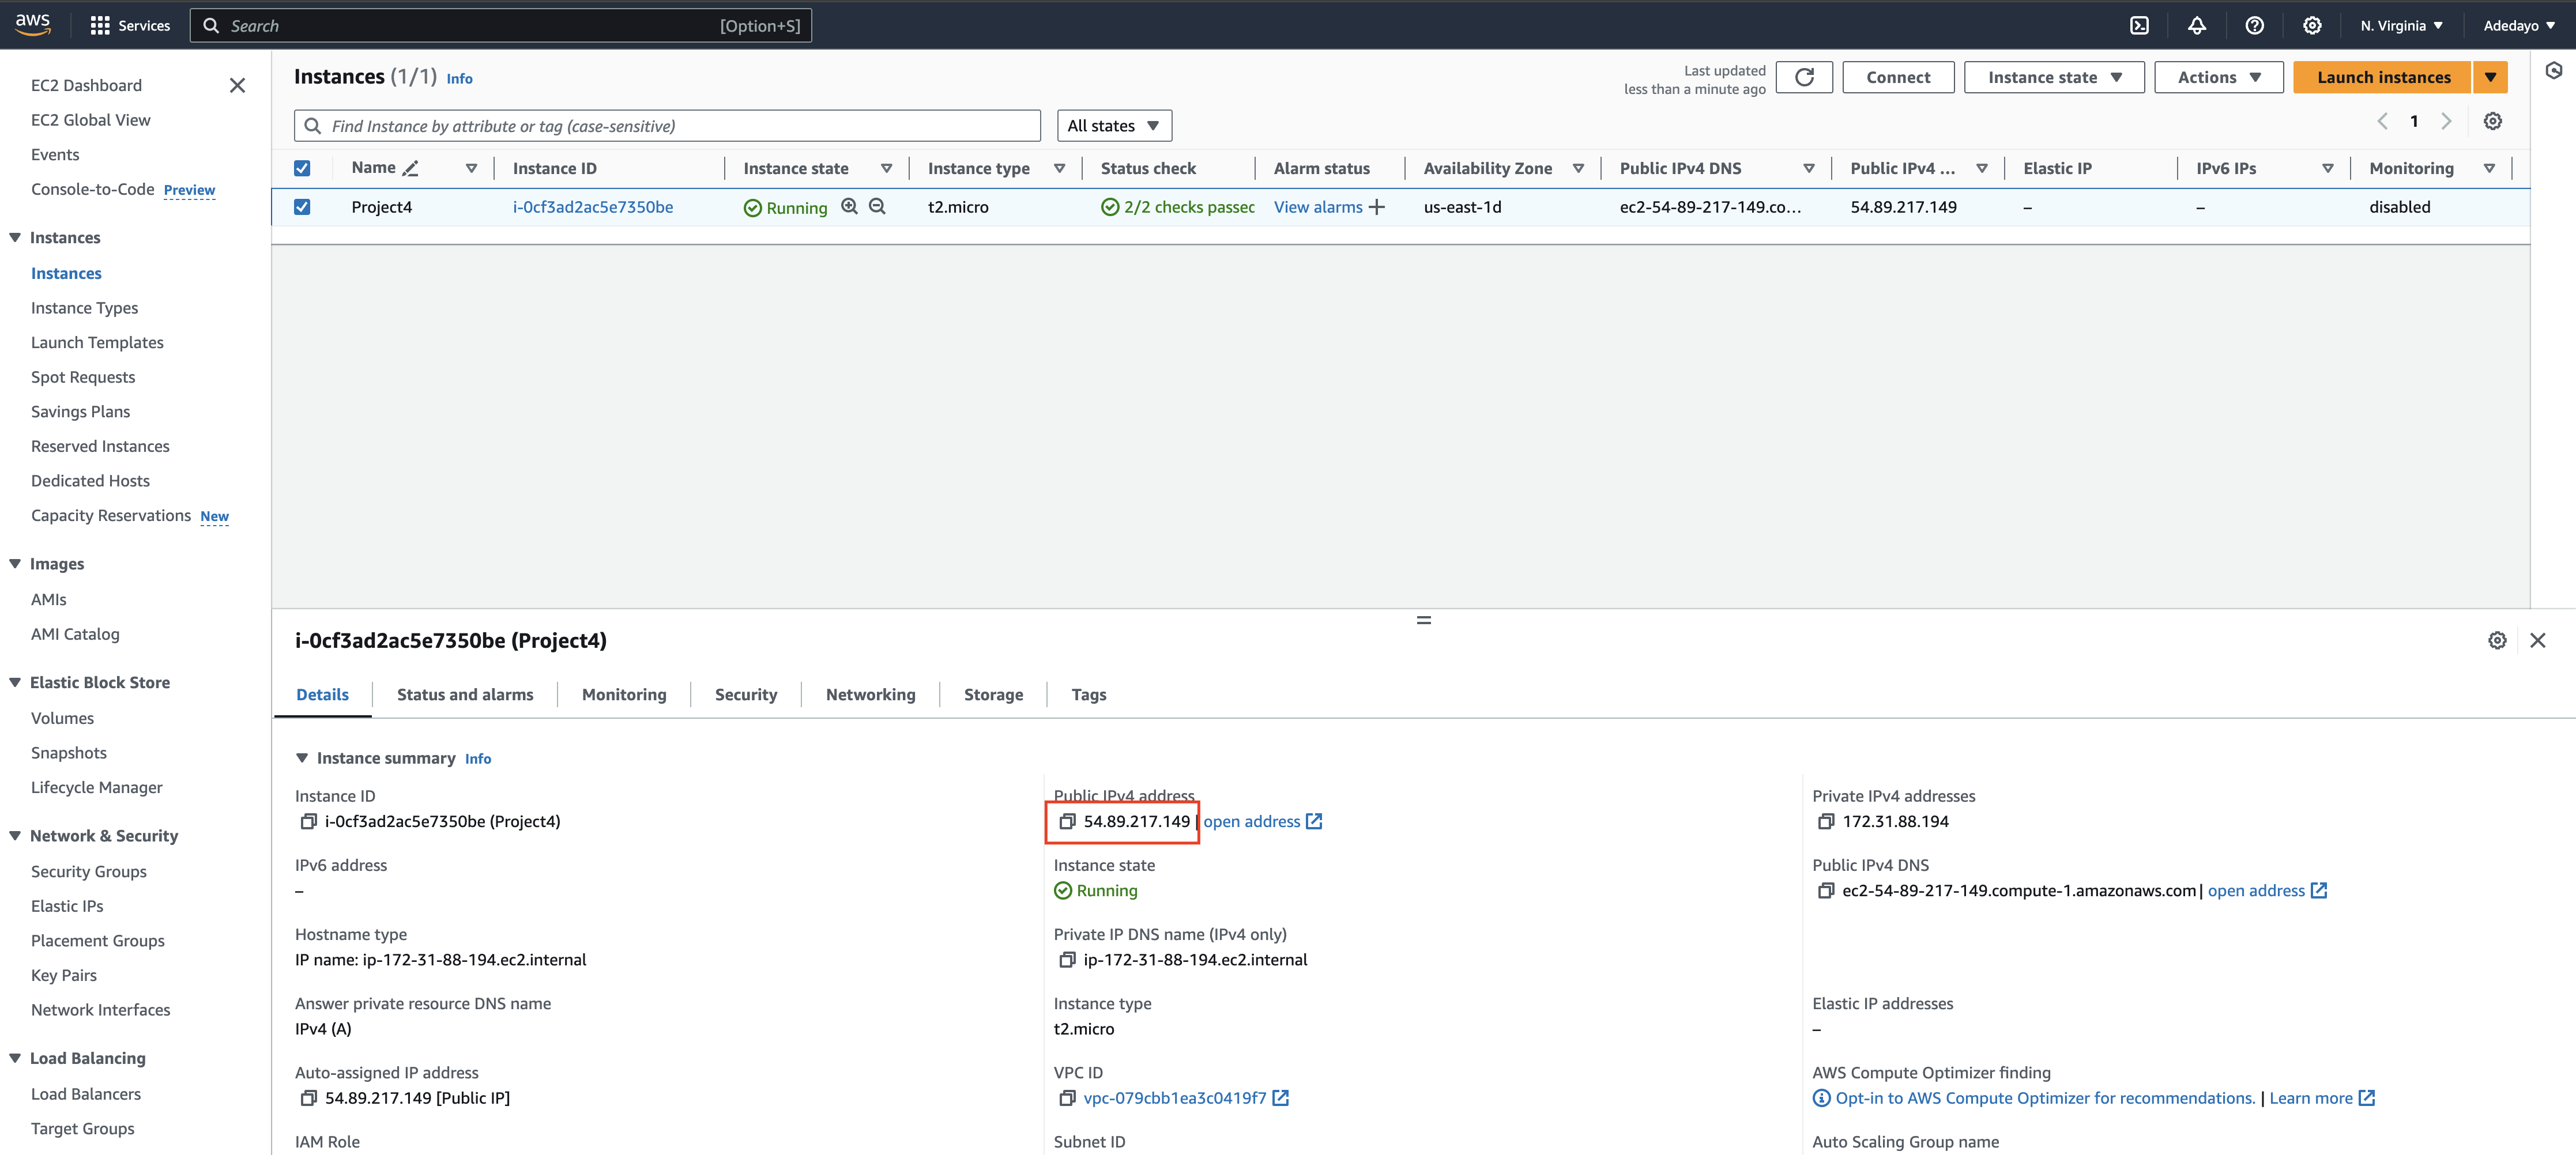 aws
Services
Search
[Option+S]
N. Virginia
Adedayo
EC2 Dashboard
EC2 Global View
Events
Console-to-Code Preview
Instances
Instances
Instance Types
Launch Templates
Spot Requests
Savings Plans
Reserved Instances
Dedicated Hosts
Capacity Reservations New
Images
AMIs
AMI Catalog
Elastic Block Store
Volumes
Snapshots
Lifecycle Manager
Network & Security
Security Groups
Elastic IPs
Placement Groups
Key Pairs
Network Interfaces
Load Balancing
Load Balancers
Target Groups
Instances (1/1) Info
Last updated
less than a minute ago
Connect
Instance state
Actions
Launch instances
Find Instance by attribute or tag (case-sensitive)
All states
1
Name Instance ID Instance state Instance type Status check Alarm status Availability Zone Public IPv4 DNS Public IPv4 ... Elastic IP IPv6 IPs Monitoring
Project4 i-0cf3ad2ac5e7350be Running t2.micro 2/2 checks passec View alarms us-east-1d ec2-54-89-217-149.co... 54.89.217.149 – – disabled
i-0cf3ad2ac5e7350be (Project4)
Details Status and alarms Monitoring Security Networking Storage Tags
Instance summary Info
Instance ID
i-0cf3ad2ac5e7350be (Project4)
Public IPv4 address
54.89.217.149 | open address
Private IPv4 addresses
172.31.88.194
IPv6 address
–
Instance state
Running
Public IPv4 DNS
ec2-54-89-217-149.compute-1.amazonaws.com | open address
Hostname type
IP name: ip-172-31-88-194.ec2.internal
Private IP DNS name (IPv4 only)
ip-172-31-88-194.ec2.internal
Answer private resource DNS name
IPv4 (A)
Instance type
t2.micro
Elastic IP addresses
–
Auto-assigned IP address
54.89.217.149 [Public IP]
VPC ID
vpc-079cbb1ea3c0419f7
AWS Compute Optimizer finding
Opt-in to AWS Compute Optimizer for recommendations. | Learn more
IAM Role
Subnet ID
Auto Scaling Group name